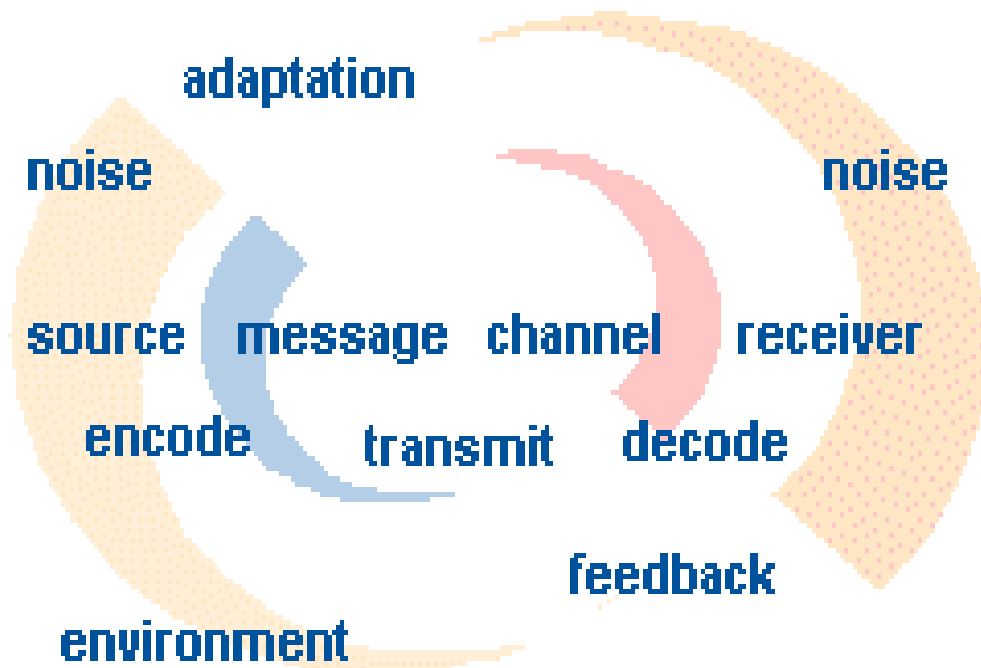 adaptation
noise noise
source message channel receiver
encode transmit decode
feedback
environment